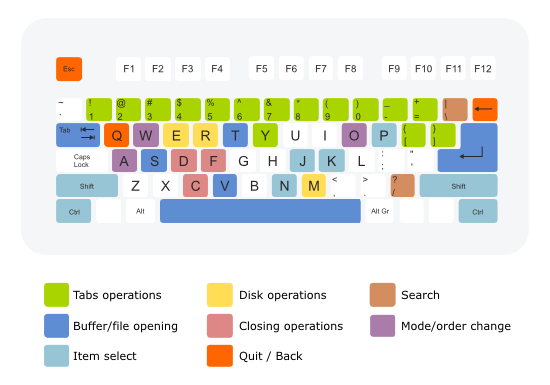 Esc F1 F2 F3 F4 F5 F6 F7 F8 F9 F10 F11 F12
~ ! @ # $ % ^ & * ( ) _ + |
. 1 2 3 4 5 6 7 8 9 0 - = \
Tab Q W E R T Y U I O P { }
[ ]
Caps Lock A S D F G H J K L : "
; '
Shift Z X C V B N M < > ? Shift
, . /
Ctrl Alt Alt Gr Ctrl
Tabs operations Disk operations Search
Buffer/file opening Closing operations Mode/order change
Item select Quit / Back